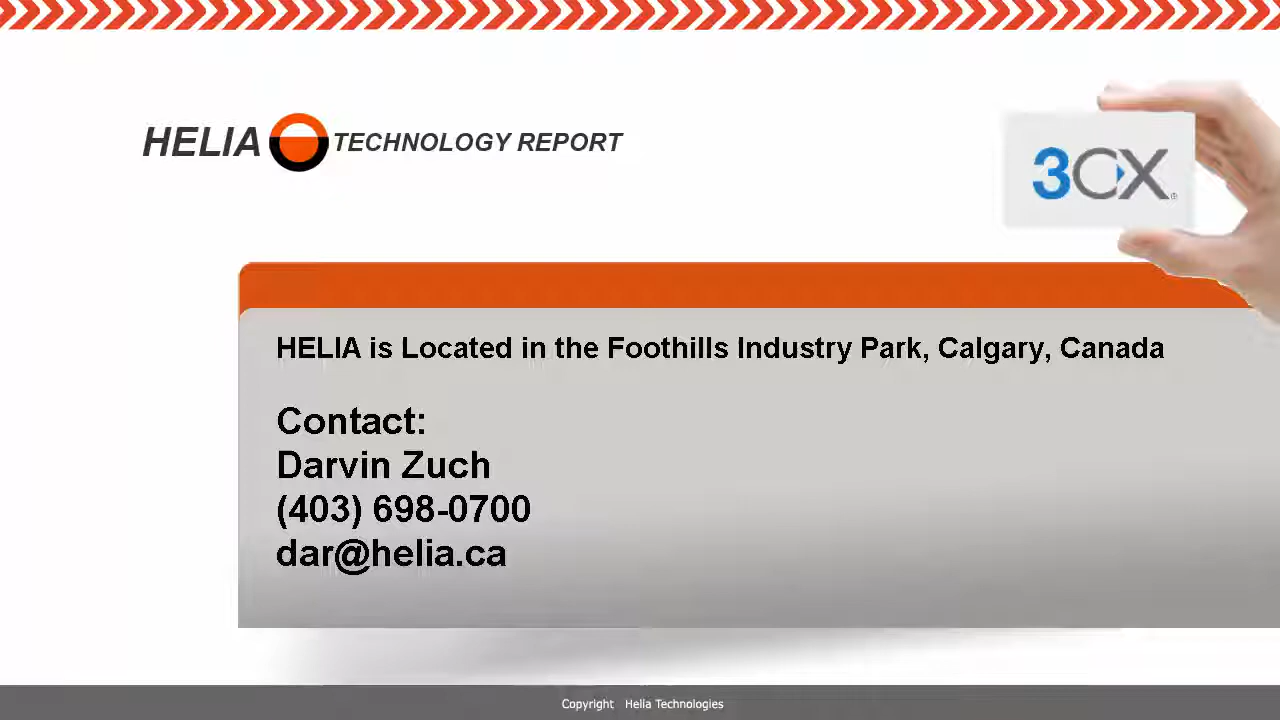 HELIA TECHNOLOGY REPORT
3CX®
HELIA is Located in the Foothills Industry Park, Calgary, Canada
Contact:
Darvin Zuch
(403) 698-0700
dar@helia.ca
Copyright Helia Technologies